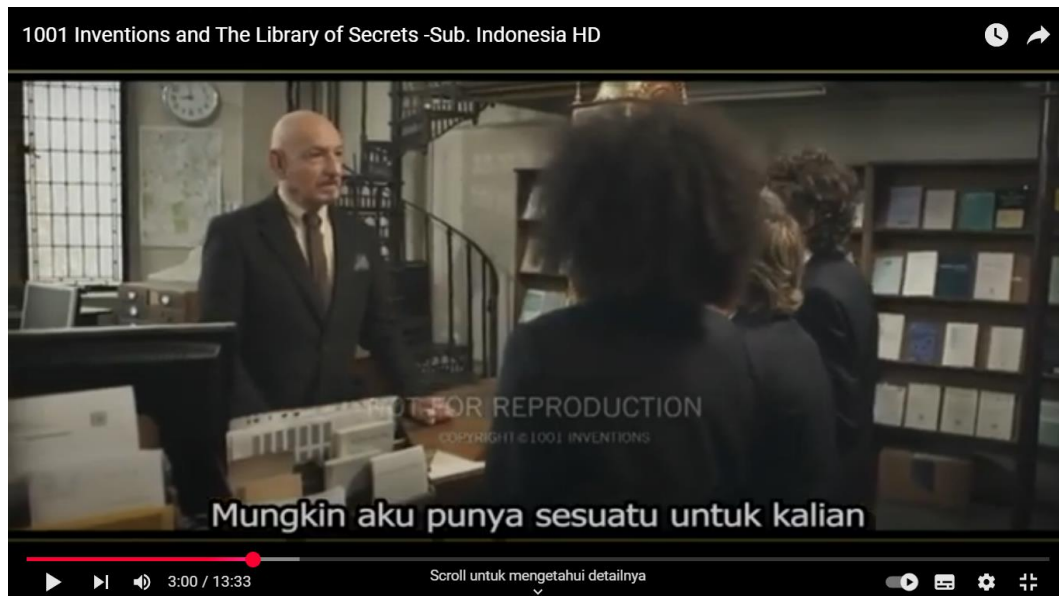 1001 Inventions and The Library of Secrets -Sub. Indonesia HD
NOT FOR REPRODUCTION
COPYRIGHT © 1001 INVENTIONS
Mungkin aku punya sesuatu untuk kalian
3:00 / 13:33
Scroll untuk mengetahui detailnya